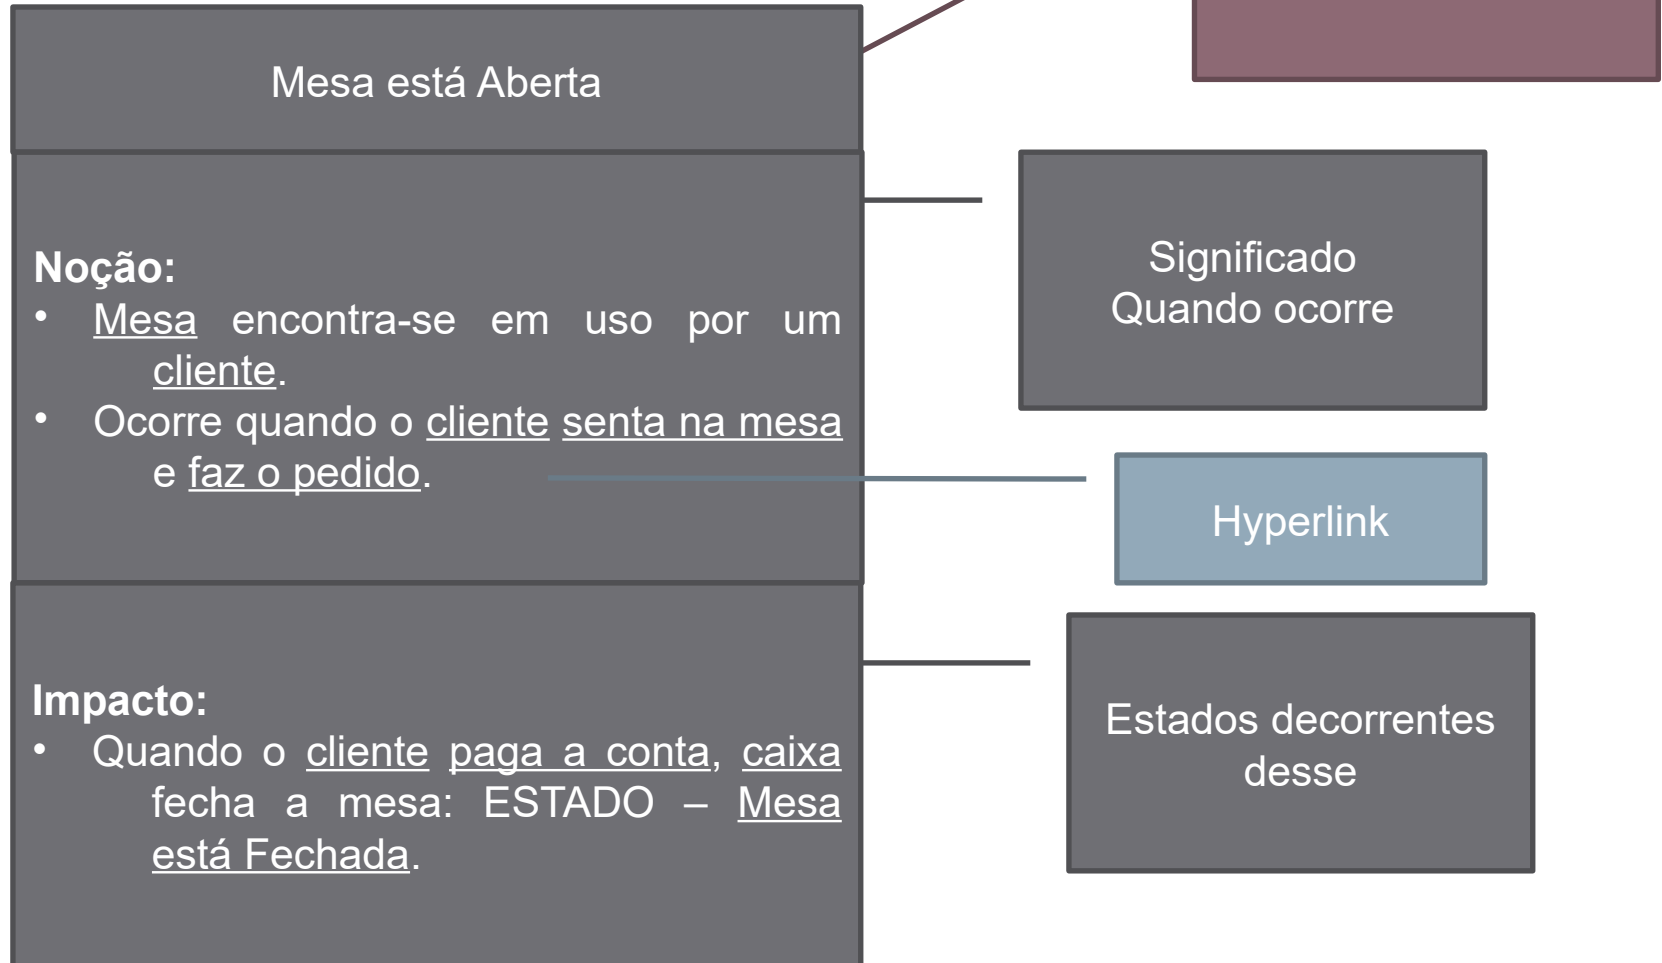 Mesa está Aberta
Noção:
• Mesa encontra-se em uso por um
cliente.
• Ocorre quando o cliente senta na mesa
e faz o pedido.
Impacto:
• Quando o cliente paga a conta, caixa
fecha a mesa: ESTADO – Mesa
está Fechada.
Significado
Quando ocorre
Hyperlink
Estados decorrentes
desse